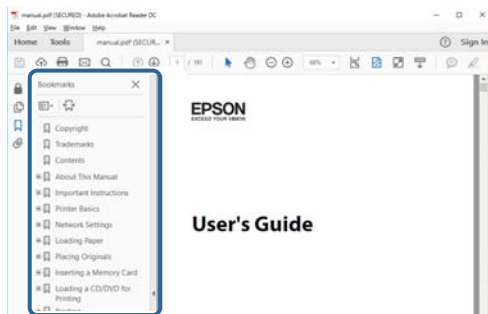 manual.pdf (SECURED) - Adobe Acrobat Reader DC
File Edit View Window Help
Home Tools manual.pdf (SECUR... × Sign In
1 / 191
Bookmarks
Copyright
Trademarks
Contents
About This Manual
Important Instructions
Printer Basics
Network Settings
Loading Paper
Placing Originals
Inserting a Memory Card
Loading a CD/DVD for
Printing
EPSON
EXCEED YOUR VISION
User's Guide